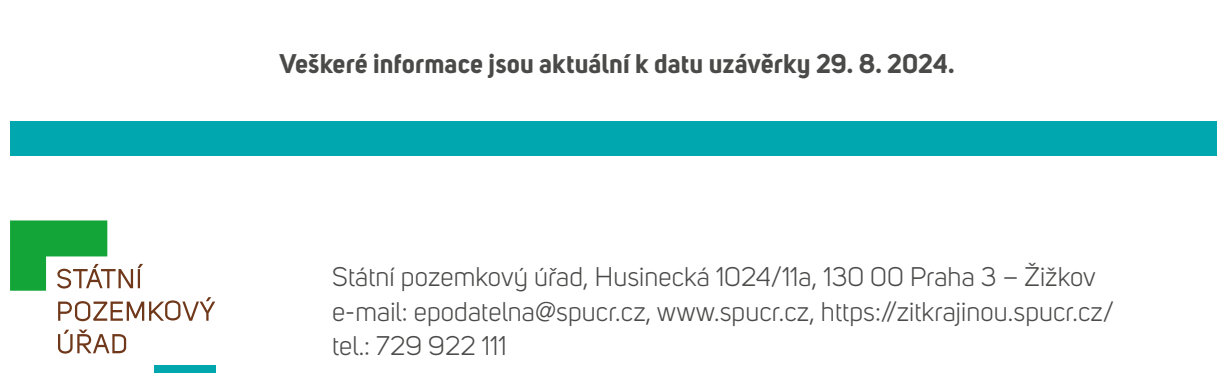 Veškeré informace jsou aktuální k datu uzávěrky 29. 8. 2024.
STÁTNÍ
POZEMKOVÝ
ÚŘAD
Státní pozemkový úřad, Husinecká 1024/11a, 130 00 Praha 3 – Žižkov
e-mail: epodatelna@spucr.cz, www.spucr.cz, https://zitkrajinou.spucr.cz/
tel.: 729 922 111